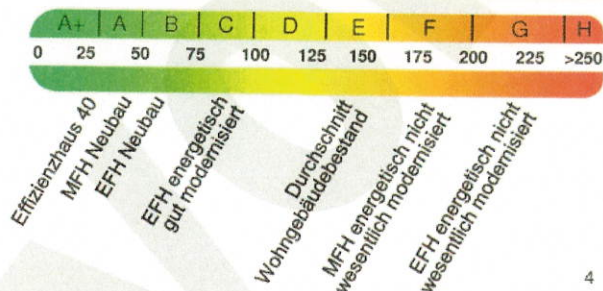 A+ A B C D E F G H
0 25 50 75 100 125 150 175 200 225 >250
Effizienzhaus 40
MFH Neubau
EFH Neubau
EFH energetisch
gut modernisiert
Durchschnitt
Wohngebäudebestand
MFH energetisch nicht
wesentlich modernisiert
EFH energetisch nicht
wesentlich modernisiert
4